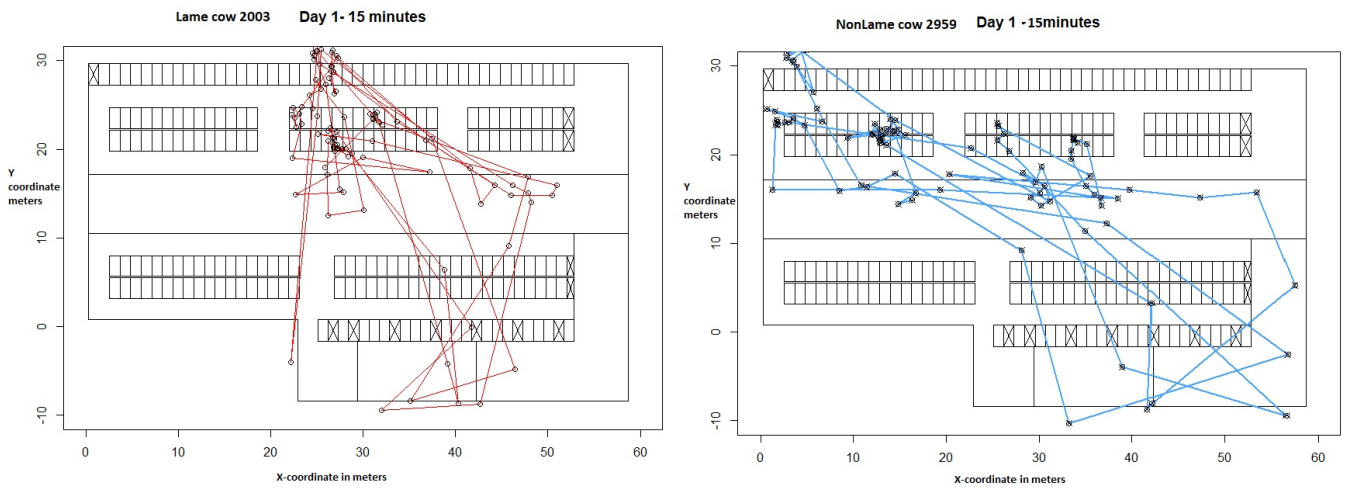 Lame cow 2003 Day 1- 15 minutes
30
20
Y
coordinate
meters
10
0
-10
0 10 20 30 40 50 60
X-coordinate in meters
NonLame cow 2959 Day 1 -15minutes
30
20
Y
coordinate
meters
10
0
-10
0 10 20 30 40 50 60
X-coordinate in meters